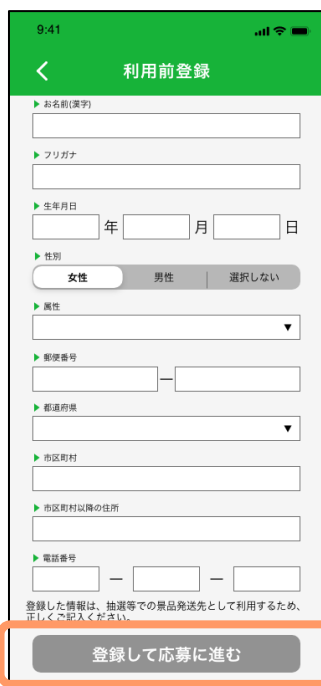 9:41
利用前登録
お名前(漢字)
フリガナ
生年月日
年 月 日
性別
女性 男性 選択しない
属性
郵便番号
—
都道府県
市区町村
市区町村以降の住所
電話番号
— —
登録した情報は、抽選等での景品発送先として利用するため、
正しくご記入ください。
登録して応募に進む